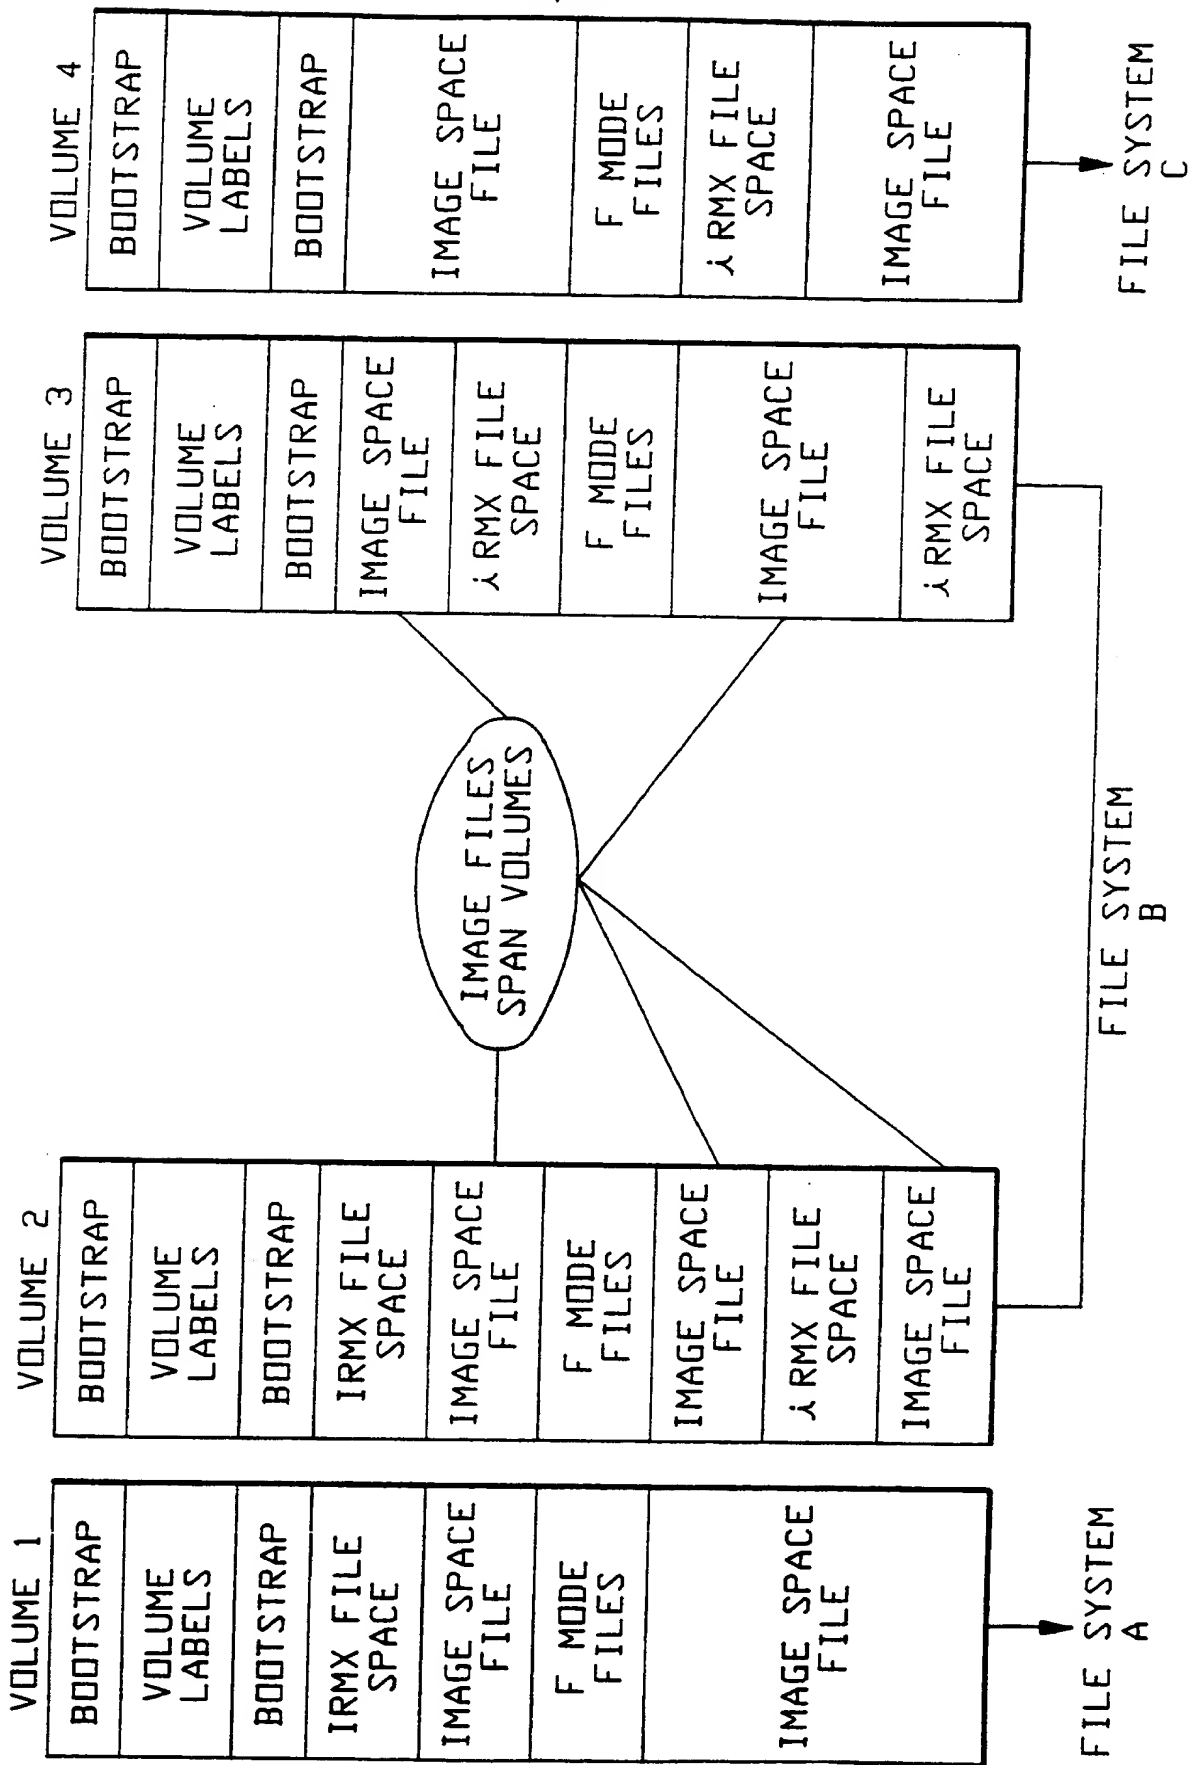 VOLUME 1
BOOTSTRAP
VOLUME
LABELS
BOOTSTRAP
IRMX FILE
SPACE
IMAGE SPACE
FILE
F MODE
FILES
IMAGE SPACE
FILE
FILE SYSTEM
A
VOLUME 2
BOOTSTRAP
VOLUME
LABELS
BOOTSTRAP
IRMX FILE
SPACE
IMAGE SPACE
FILE
F MODE
FILES
IMAGE SPACE
FILE
iRMX FILE
SPACE
IMAGE SPACE
FILE
IMAGE FILES
SPAN VOLUMES
FILE SYSTEM
B
VOLUME 3
BOOTSTRAP
VOLUME
LABELS
BOOTSTRAP
IMAGE SPACE
FILE
iRMX FILE
SPACE
F MODE
FILES
IMAGE SPACE
FILE
iRMX FILE
SPACE
VOLUME 4
BOOTSTRAP
VOLUME
LABELS
BOOTSTRAP
IMAGE SPACE
FILE
F MODE
FILES
iRMX FILE
SPACE
IMAGE SPACE
FILE
FILE SYSTEM
C